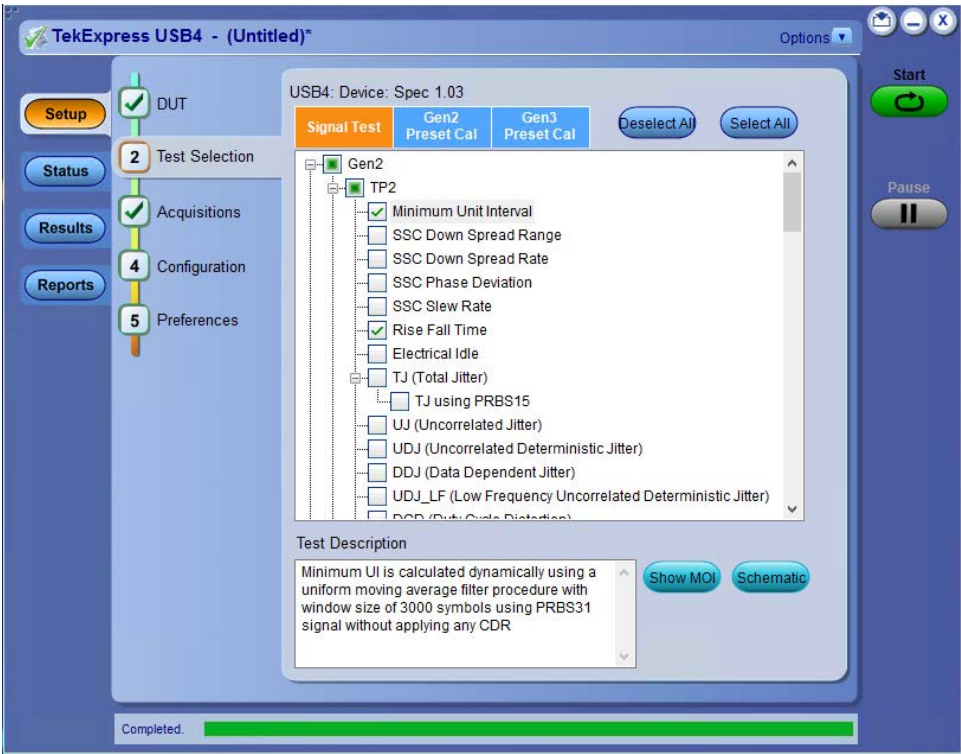 TekExpress USB4 - (Untitled)*
Options
Start
Pause
Setup
Status
Results
Reports
DUT
2 Test Selection
Acquisitions
4 Configuration
5 Preferences
USB4: Device: Spec 1.03
Signal Test
Gen2
Preset Cal
Gen3
Preset Cal
Deselect All
Select All
Gen2
TP2
Minimum Unit Interval
SSC Down Spread Range
SSC Down Spread Rate
SSC Phase Deviation
SSC Slew Rate
Rise Fall Time
Electrical Idle
TJ (Total Jitter)
TJ using PRBS15
UJ (Uncorrelated Jitter)
UDJ (Uncorrelated Deterministic Jitter)
DDJ (Data Dependent Jitter)
UDJ_LF (Low Frequency Uncorrelated Deterministic Jitter)
DCD (Duty Cycle Distortion)
Test Description
Minimum UI is calculated dynamically using a
uniform moving average filter procedure with
window size of 3000 symbols using PRBS31
signal without applying any CDR
Show MOI
Schematic
Completed.